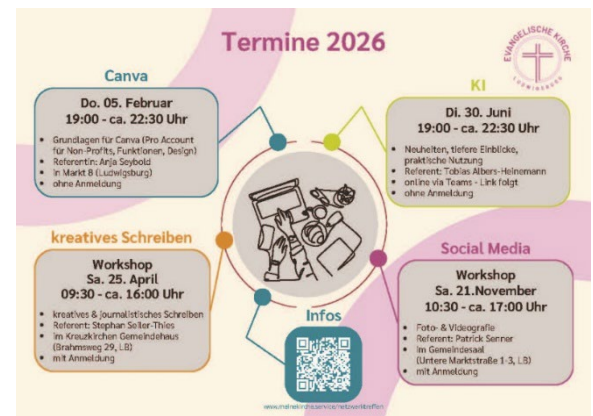 Termine 2026
EVANGELISCHE KIRCHE
LUDWIGSBURG
Canva
Do. 05. Februar
19:00 - ca. 22:30 Uhr
Grundlagen für Canva (Pro Account
für Non-Profits, Funktionen, Design)
Referentin: Anja Seybold
in Markt 8 (Ludwigsburg)
ohne Anmeldung
KI
Di. 30. Juni
19:00 - ca. 22:30 Uhr
Neuheiten, tiefere Einblicke,
praktische Nutzung
Referent: Tobias Albers-Heinemann
online via Teams - Link folgt
ohne Anmeldung
kreatives Schreiben
Workshop
Sa. 25. April
09:30 - ca. 16:00 Uhr
kreatives & journalistisches Schreiben
Referent: Stephan Seiler-Thies
im Kreuzkirchen Gemeindehaus
(Brahmsweg 29, LB)
mit Anmeldung
Social Media
Workshop
Sa. 21.November
10:30 - ca. 17:00 Uhr
Foto- & Videografie
Referent: Patrick Senner
im Gemeindesaal
(Untere Marktstraße 1-3, LB)
mit Anmeldung
Infos
www.meinekirche.service/netzwerktreffen